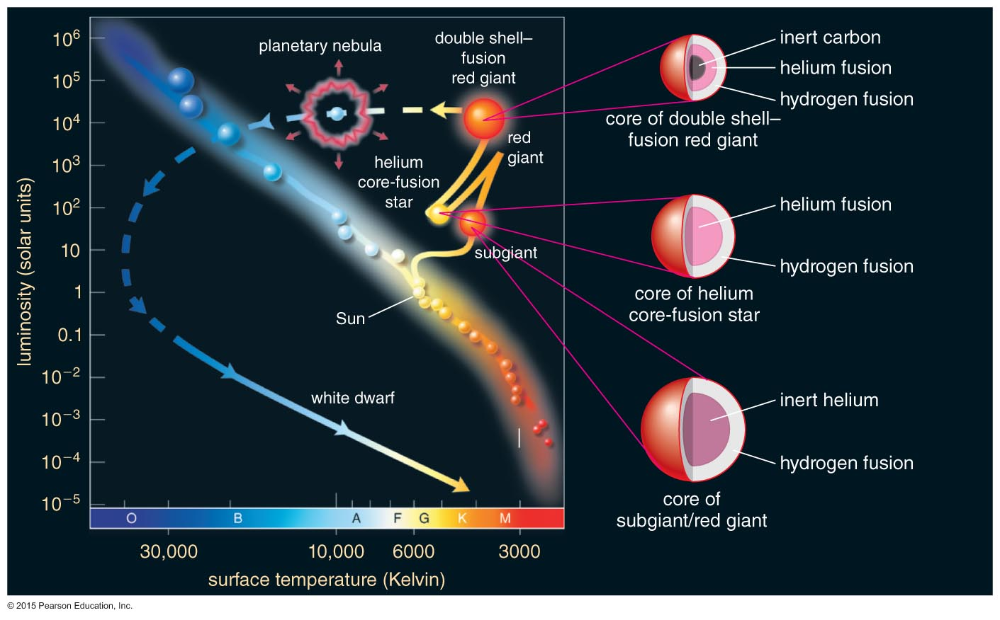 10⁶
10⁵
10⁴
10³
10²
10
1
0.1
10⁻²
10⁻³
10⁻⁴
10⁻⁵
luminosity (solar units)
planetary nebula
double shell–
fusion
red giant
red
giant
helium
core-fusion
star
subgiant
Sun
white dwarf
O B A F G K M
30,000 10,000 6000 3000
surface temperature (Kelvin)
inert carbon
helium fusion
hydrogen fusion
core of double shell–
fusion red giant
helium fusion
hydrogen fusion
core of helium
core-fusion star
inert helium
hydrogen fusion
core of
subgiant/red giant
© 2015 Pearson Education, Inc.